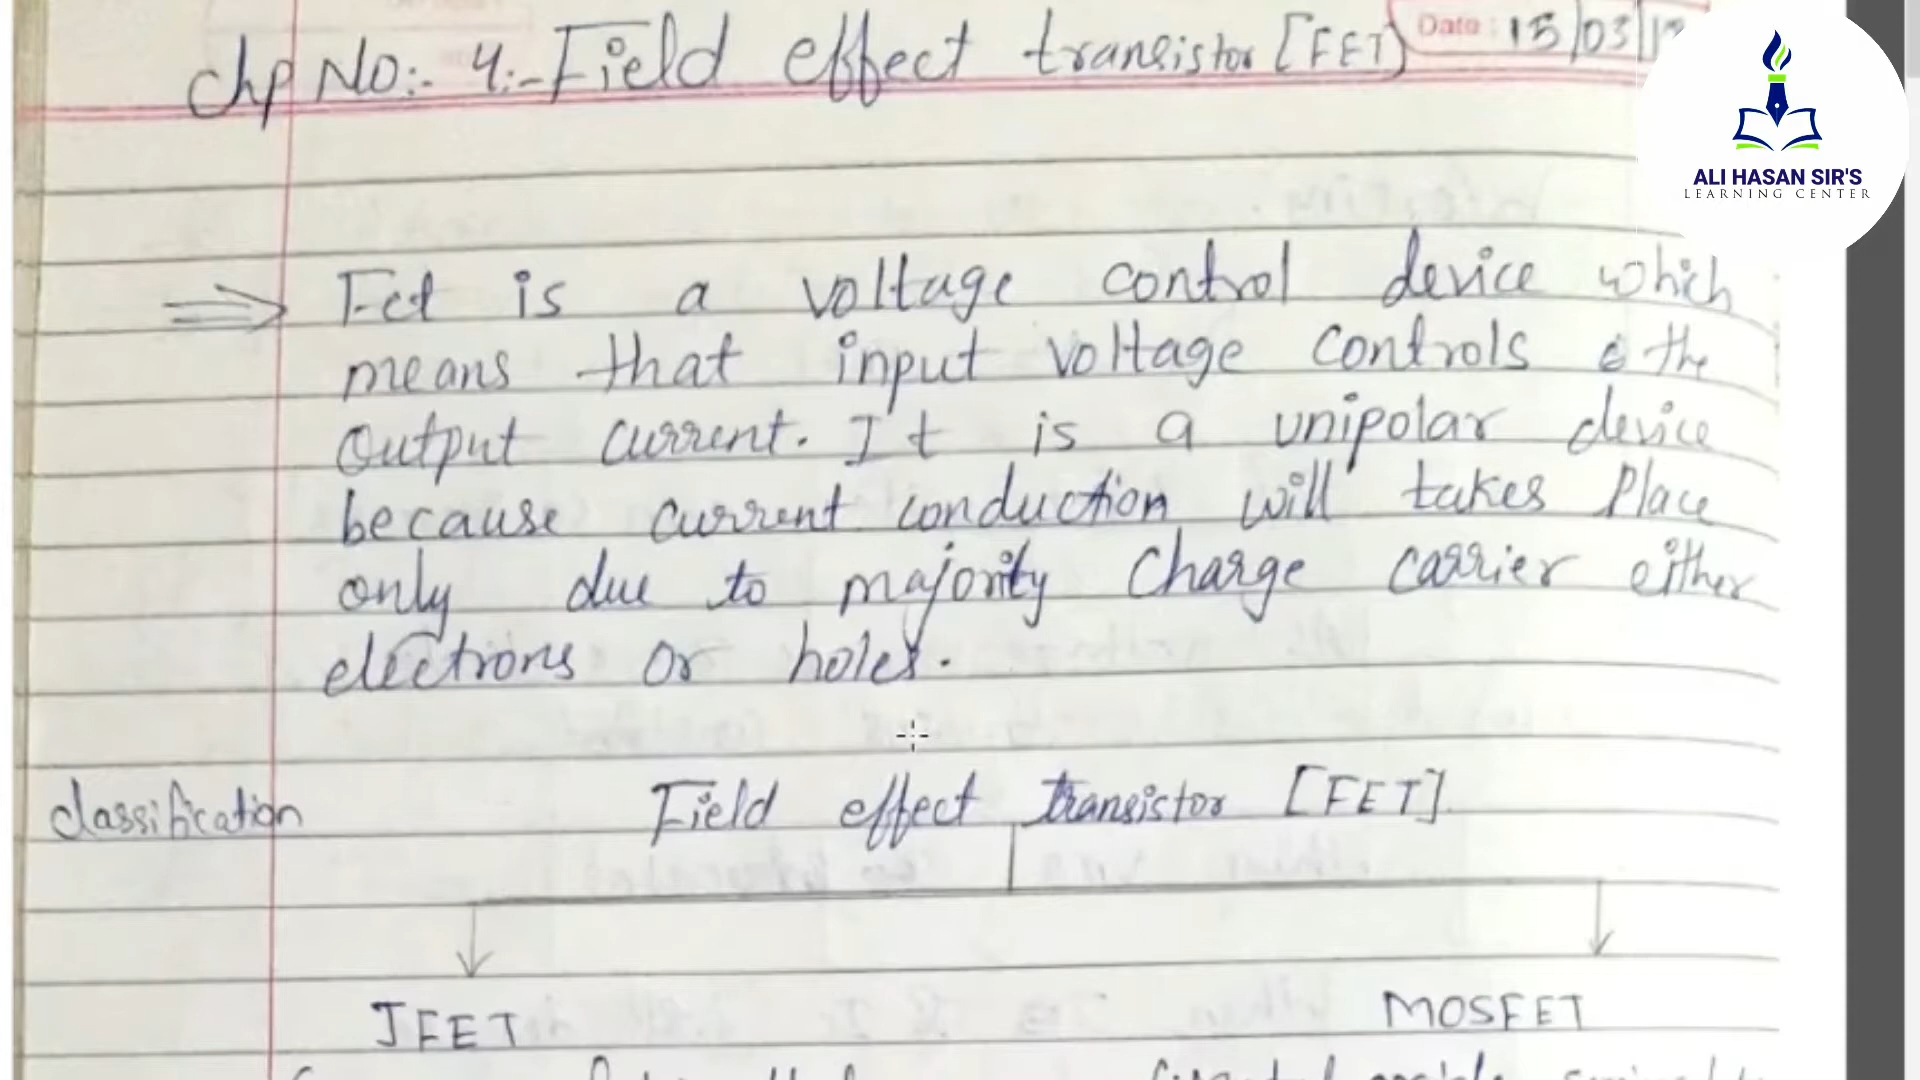 Chp No:- 4:- Field effect transistor [FET]
Date: 15/03/
ALI HASAN SIR'S
LEARNING CENTER
Fet is a voltage control device which
means that input voltage controls the
output current. It is a unipolar device
because current conduction will takes place
only due to majority charge carrier either
electrons or holes.
classification
Field effect transistor [FET].
JFET
MOSFET